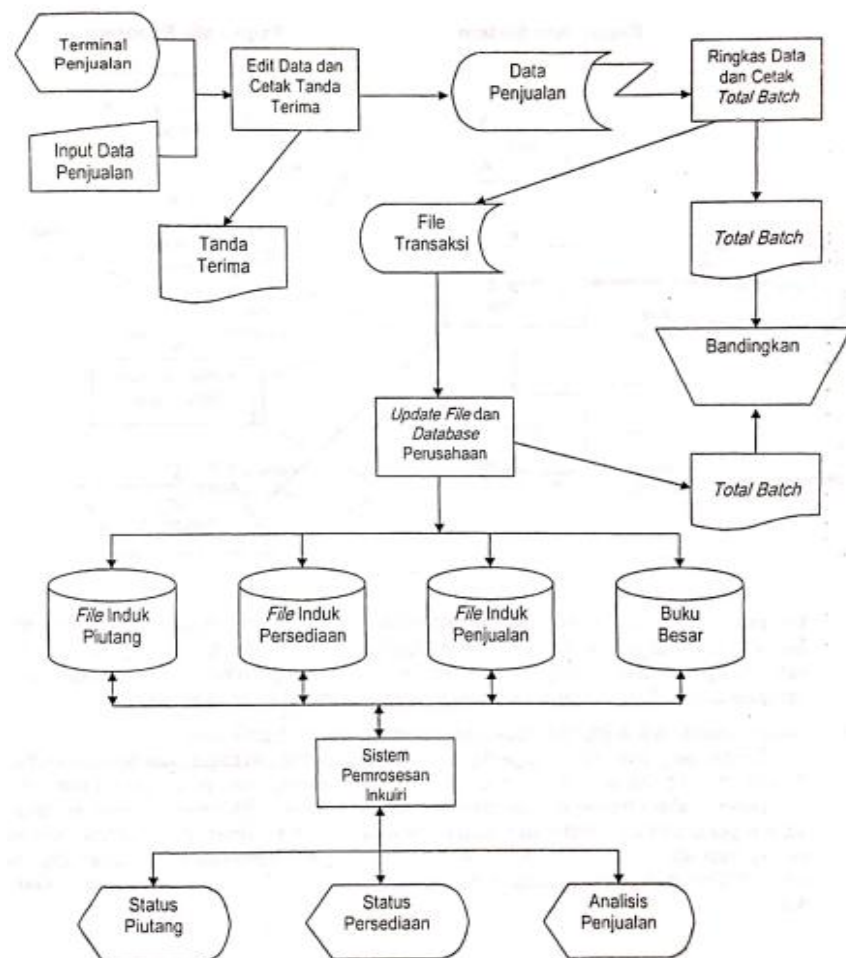 Terminal
Penjualan
Edit Data dan
Cetak Tanda
Terima
Data
Penjualan
Ringkas Data
dan Cetak
Total Batch
Input Data
Penjualan
Tanda
Terima
File
Transaksi
Total Batch
Bandingkan
Update File dan
Database
Perusahaan
Total Batch
File Induk
Piutang
File Induk
Persediaan
File Induk
Penjualan
Buku
Besar
Sistem
Pemrosesan
Inkuiri
Status
Piutang
Status
Persediaan
Analisis
Penjualan